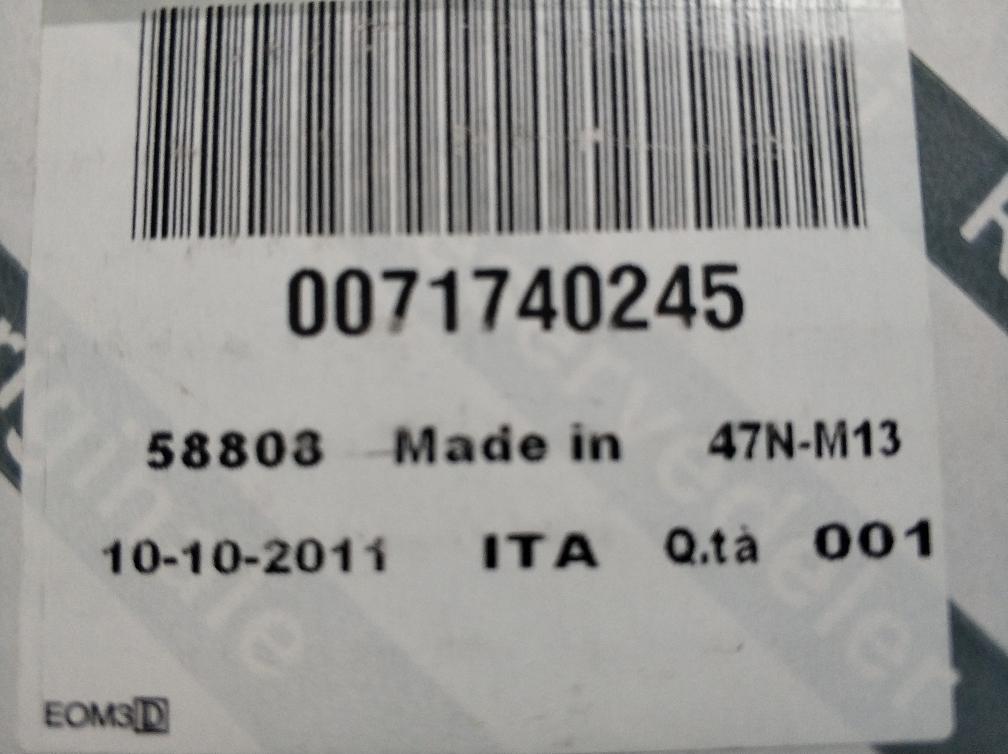 0071740245
58803 Made in 47N-M13
10-10-2011 ITA Q.tà 001
EOM3D